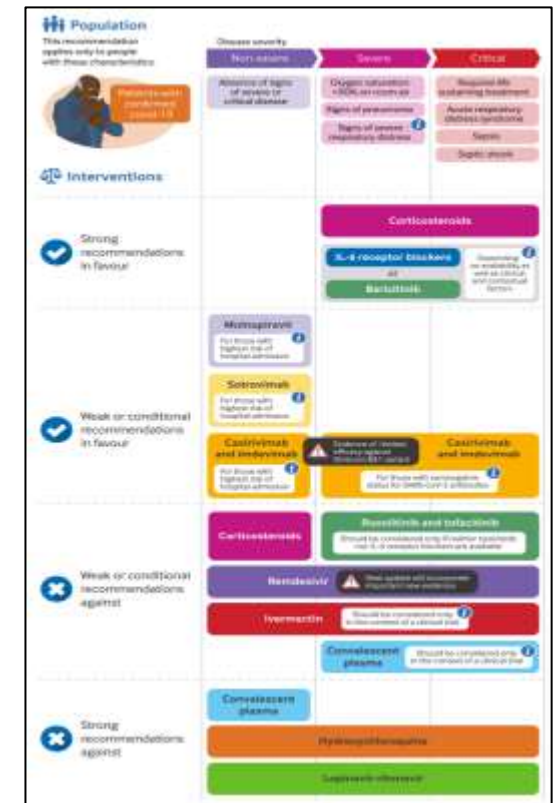 Population
This recommendation
applies only to people
with these characteristics
Patients with
confirmed
covid-19
Disease severity
Non-severe
Severe
Critical
Absence of signs
of severe or
critical disease
Oxygen saturation
<90% on room air
Signs of pneumonia
Signs of severe
respiratory distress
Requires life
sustaining treatment
Acute respiratory
distress syndrome
Sepsis
Septic shock
Interventions
Strong
recommendations
in favour
Corticosteroids
IL-6 receptor blockers
or
Baricitinib
Depending
on availability as
well as clinical
and contextual
factors
Weak or conditional
recommendations
in favour
Molnupiravir
For those with
highest risk of
hospital admission
Sotrovimab
For those with
highest risk of
hospital admission
Casirivimab
and imdevimab
For those with
highest risk of
hospital admission
Evidence of
efficacy against
Casirivimab
and imdevimab
For those with seronegative
status for SARS-CoV-2 antibodies
Weak or conditional
recommendations
against
Corticosteroids
Ruxolitinib and tofacitinib
Should be considered only if neither baricitinib
nor IL-6 receptor blockers are available
Remdesivir
Next update will incorporate
important new evidence
Ivermectin
Should be considered only
in the context of a clinical trial
Convalescent
plasma
Should be considered only
in the context of a clinical trial
Strong
recommendations
against
Convalescent
plasma
Hydroxychloroquine
Lopinavir-ritonavir